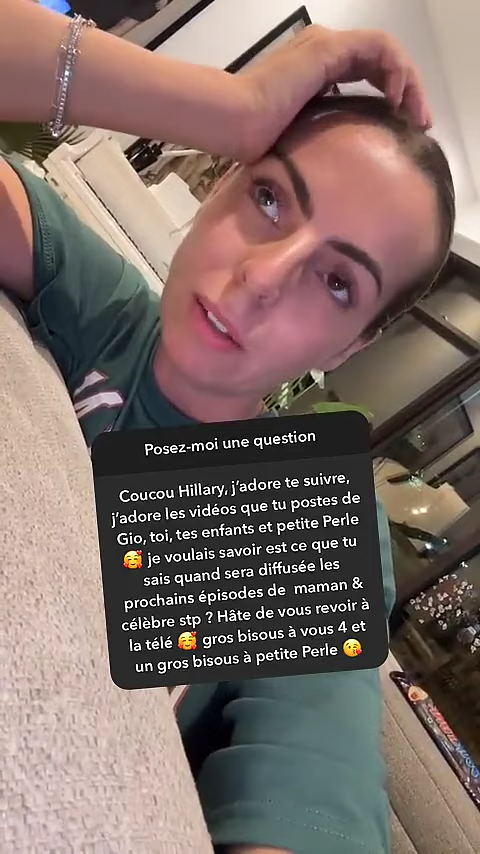 Posez-moi une question
Coucou Hillary, j'adore te suivre,
j'adore les vidéos que tu postes de
Gio, toi, tes enfants et petite Perle
🥰 je voulais savoir est ce que tu
sais quand sera diffusée les
prochains épisodes de  maman &
célèbre stp ? Hâte de vous revoir à
la télé 🥰 gros bisous à vous 4 et
un gros bisous à petite Perle 😘